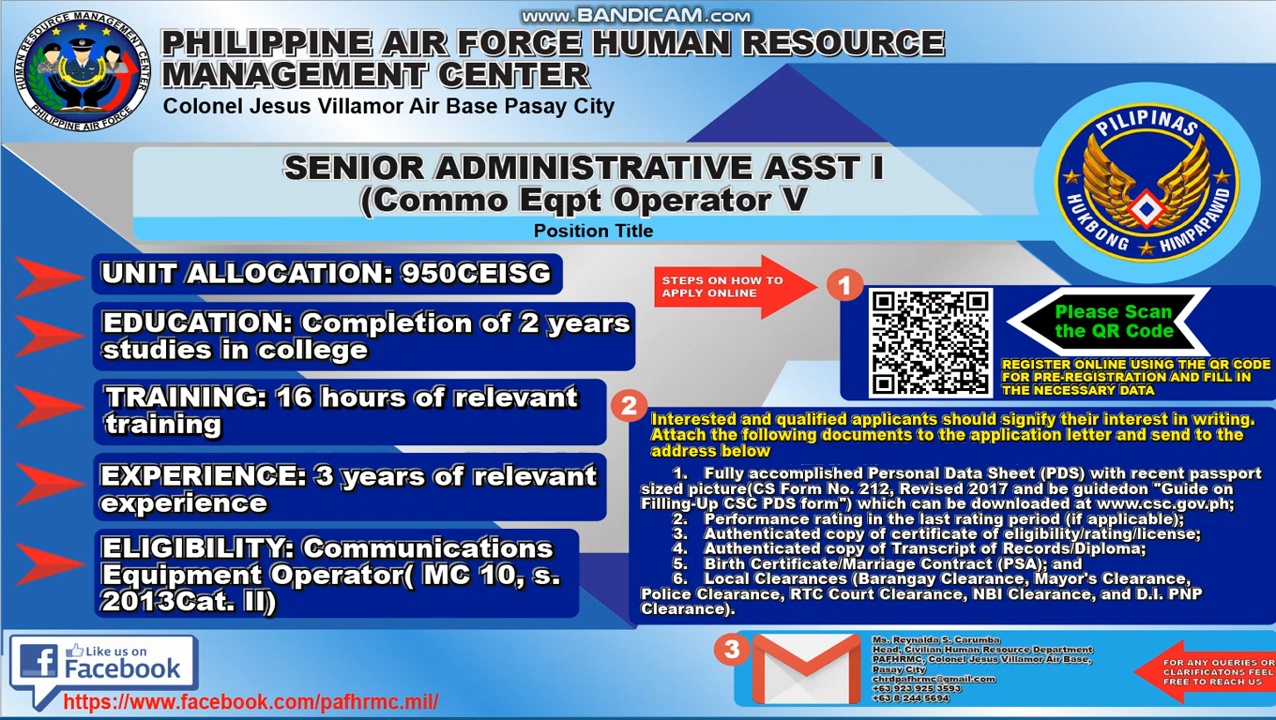 www.BANDICAM.com
HUMAN RESOURCE MANAGEMENT CENTER
PHILIPPINE AIR FORCE
PHILIPPINE AIR FORCE HUMAN RESOURCE
MANAGEMENT CENTER
Colonel Jesus Villamor Air Base Pasay City
SENIOR ADMINISTRATIVE ASST I
(Commo Eqpt Operator V
Position Title
PILIPINAS
HUKBONG HIMPAPAWID
UNIT ALLOCATION: 950CEISG
EDUCATION: Completion of 2 years
studies in college
TRAINING: 16 hours of relevant
training
EXPERIENCE: 3 years of relevant
experience
ELIGIBILITY: Communications
Equipment Operator( MC 10, s.
2013Cat. II)
STEPS ON HOW TO
APPLY ONLINE
1
Please Scan
the QR Code
REGISTER ONLINE USING THE QR CODE
FOR PRE-REGISTRATION AND FILL IN
THE NECESSARY DATA
2
Interested and qualified applicants should signify their interest in writing.
Attach the following documents to the application letter and send to the
address below
1. Fully accomplished Personal Data Sheet (PDS) with recent passport
sized picture(CS Form No. 212, Revised 2017 and be guidedon "Guide on
Filling-Up CSC PDS form") which can be downloaded at www.csc.gov.ph;
2. Performance rating in the last rating period (if applicable);
3. Authenticated copy of certificate of eligibility/rating/license;
4. Authenticated copy of Transcript of Records/Diploma;
5. Birth Certificate/Marriage Contract (PSA); and
6. Local Clearances (Barangay Clearance, Mayor's Clearance,
Police Clearance, RTC Court Clearance, NBI Clearance, and D.I. PNP
Clearance).
3
Ms. Reynalda S. Carumba
Head, Civilian Human Resource Department
PAFHRMC, Colonel Jesus Villamor Air Base,
Pasay City
chrdpafhrmc@gmail.com
+63 923 925 3593
+63 8 244 5694
FOR ANY QUERIES OR
CLARIFICATONS FEEL
FREE TO REACH US
f
Like us on
Facebook
https://www.facebook.com/pafhrmc.mil/